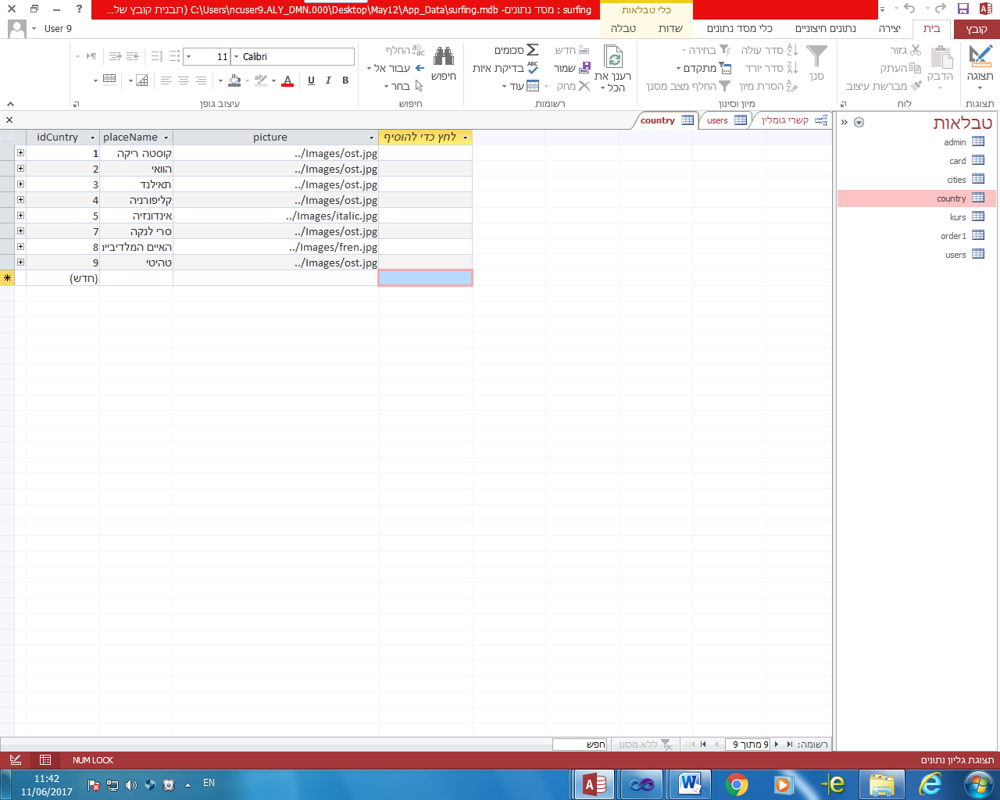 surfing : מסד נתונים- C:\Users\ncuser9.ALY_DMN.000\Desktop\May12\App_Data\surfing.mdb (תבנית קובץ של...
כלי טבלאות
User 9
קובץ
בית
יצירה
נתונים חיצוניים
כלי מסד נתונים
שדות
טבלה
תצוגה
תצוגות
הדבק
גזור
העתק
מברשת עיצוב
לוח
סנן
סדר עולה
סדר יורד
הסרת מיון
בחירה
מתקדם
החלף מצב מסנן
מיון וסינון
רענן את הכל
חדש
שמור
מחק
סכומים
בדיקת איות
עוד
רשומות
חיפוש
החלף
עבור אל
בחר
חיפוש
Calibri
11
B I U A
עיצוב גופן
טבלאות
admin
card
cities
country
kurs
order1
users
קשרי גומלין
users
country
idCuntry placeName picture לחץ כדי להוסיף
1 קוסטה ריקה ../Images/ost.jpg
2 הוואי ../Images/ost.jpg
3 תאילנד ../Images/ost.jpg
4 קליפורניה ../Images/ost.jpg
5 אינדונזיה ../Images/italic.jpg
7 סרי לנקה ../Images/ost.jpg
8 האיים המלדיביים ../Images/fren.jpg
9 טהיטי ../Images/ost.jpg
(חדש)
רשומה: 9 מתוך 9 ללא מסנן חפש
תצוגת גליון נתונים
NUM LOCK
11:42
11/06/2017
EN